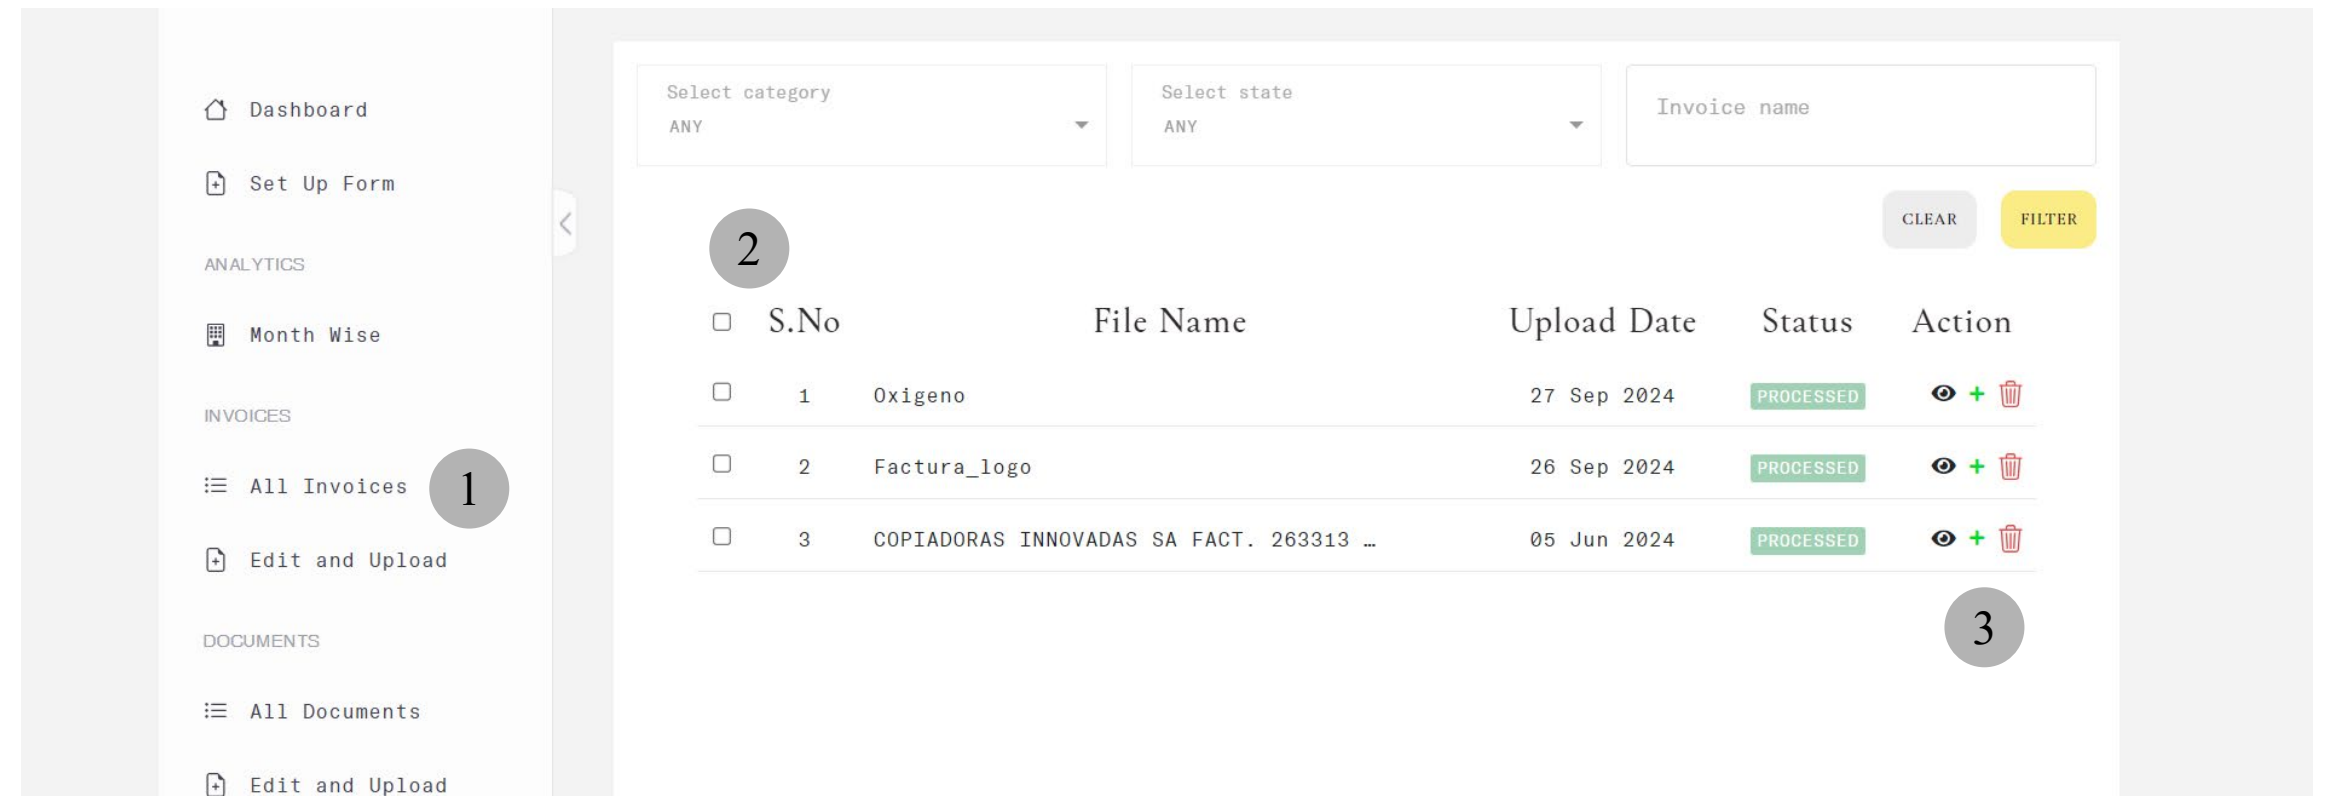 Dashboard
Set Up Form
ANALYTICS
Month Wise
INVOICES
All Invoices
1
Edit and Upload
DOCUMENTS
All Documents
Edit and Upload
Select category
ANY
Select state
ANY
Invoice name
CLEAR FILTER
2
S.No File Name Upload Date Status Action
1 Oxigeno 27 Sep 2024 PROCESSED
2 Factura_logo 26 Sep 2024 PROCESSED
3 COPIADORAS INNOVADAS SA FACT. 263313 … 05 Jun 2024 PROCESSED
3